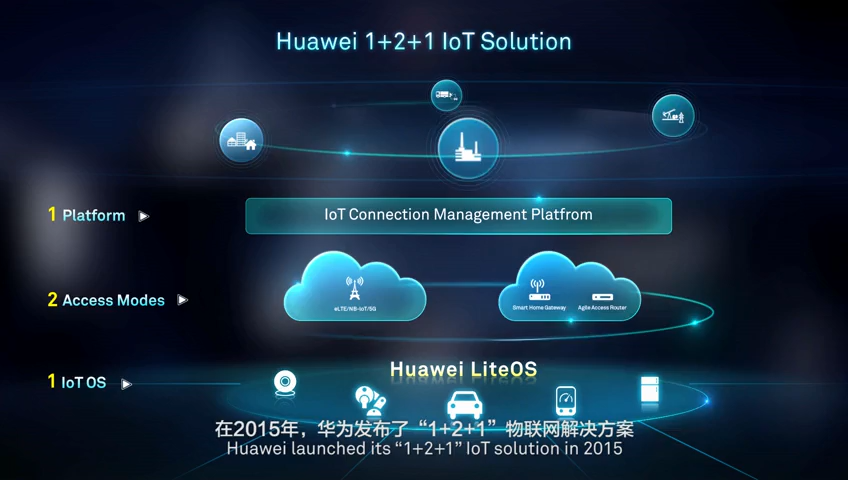 Huawei 1+2+1 IoT Solution
1 Platform
IoT Connection Management Platfrom
2 Access Modes
eLTE/NB-IoT/5G
Smart Home Gateway
Agile Access Router
1 IoT OS
Huawei LiteOS
在2015年，华为发布了“1+2+1”物联网解决方案
Huawei launched its “1+2+1” IoT solution in 2015